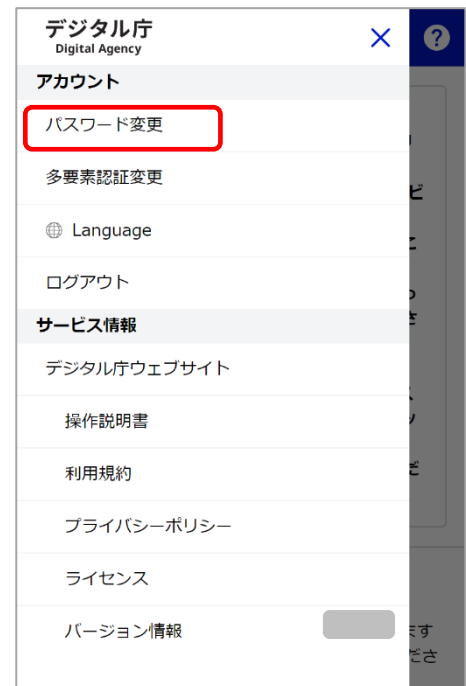 デジタル庁
Digital Agency
?
アカウント
パスワード変更
多要素認証変更
Language
ログアウト
サービス情報
デジタル庁ウェブサイト
操作説明書
利用規約
プライバシーポリシー
ライセンス
バージョン情報
ます
ださ